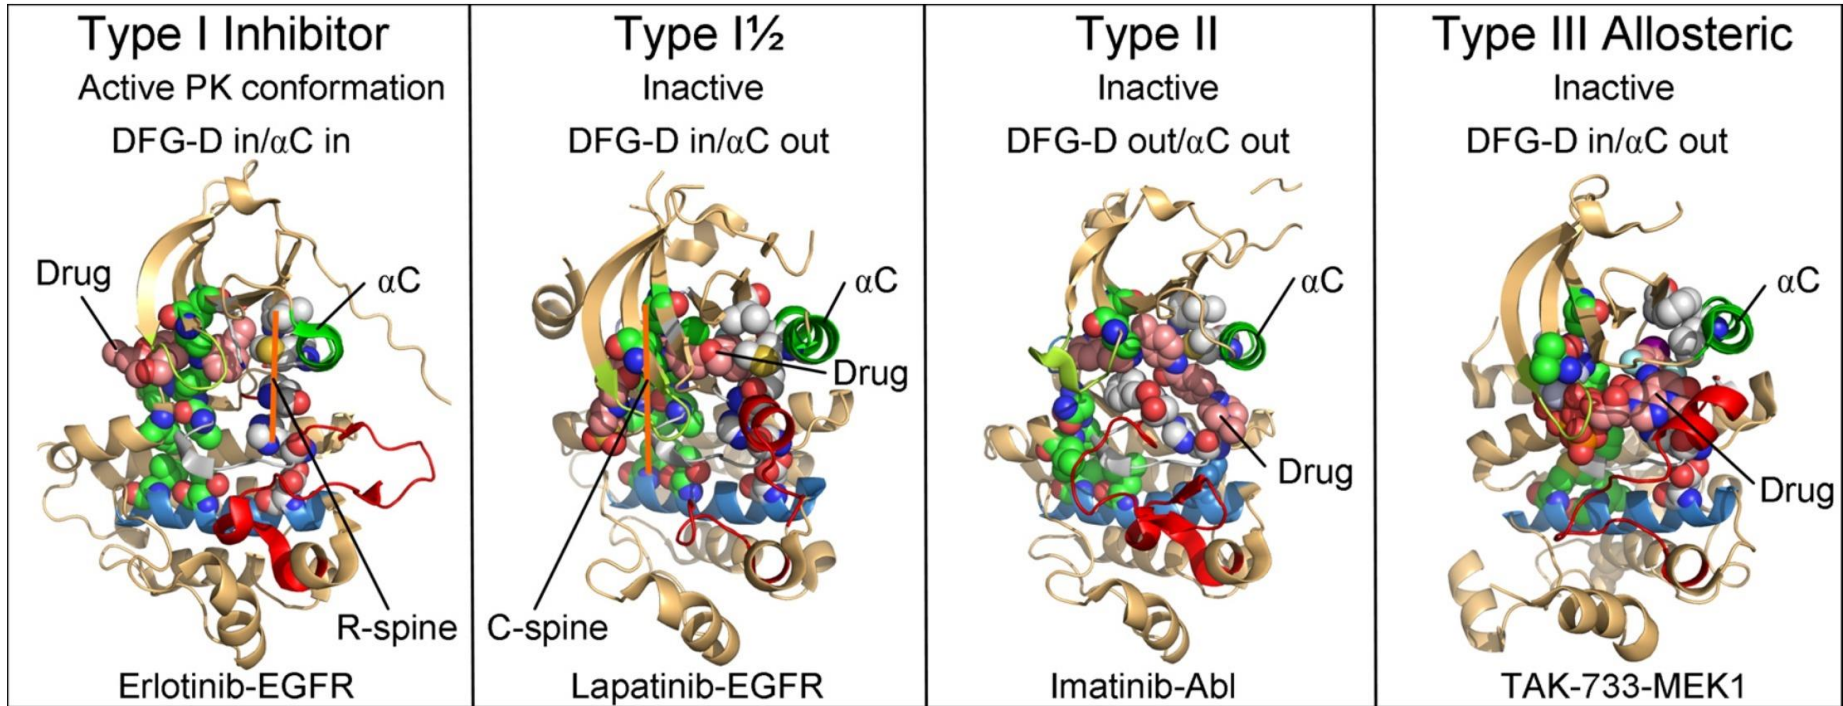 Type I Inhibitor
Active PK conformation
DFG-D in/αC in
Drug
αC
R-spine
Erlotinib-EGFR
Type I½
Inactive
DFG-D in/αC out
αC
Drug
C-spine
Lapatinib-EGFR
Type II
Inactive
DFG-D out/αC out
αC
Drug
Imatinib-Abl
Type III Allosteric
Inactive
DFG-D in/αC out
αC
Drug
TAK-733-MEK1